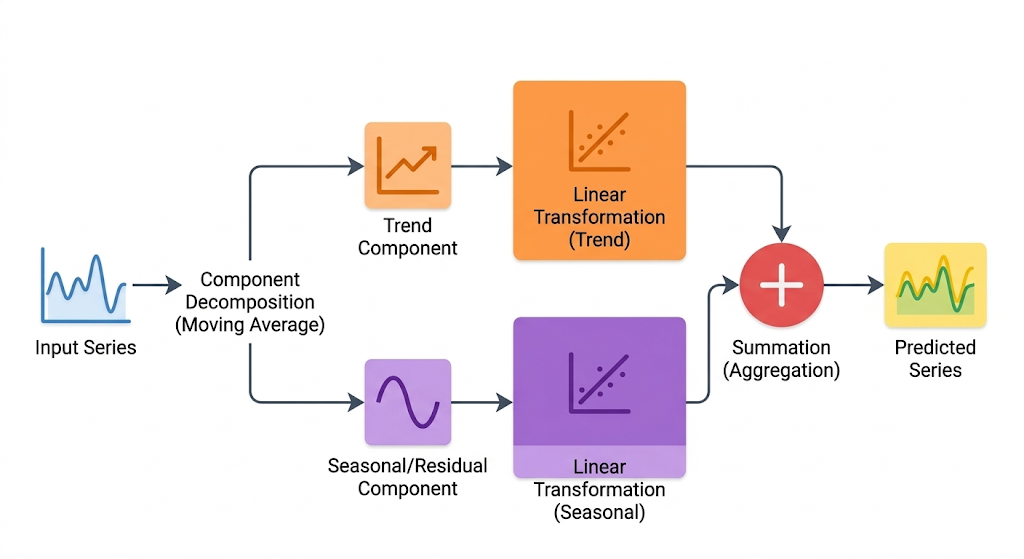 Input Series
Component
Decomposition
(Moving Average)
Trend
Component
Linear
Transformation
(Trend)
Seasonal/Residual
Component
Linear
Transformation
(Seasonal)
Summation
(Aggregation)
Predicted
Series